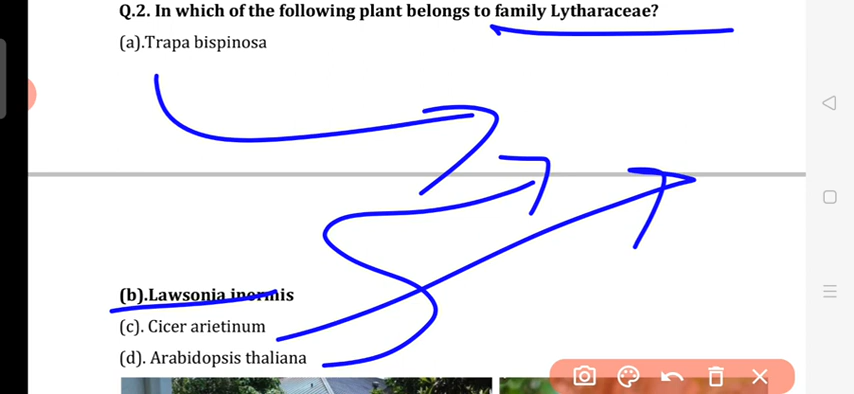 Q.2. In which of the following plant belongs to family Lytharaceae?
(a).Trapa bispinosa
(b).Lawsonia inermis
(c). Cicer arietinum
(d). Arabidopsis thaliana